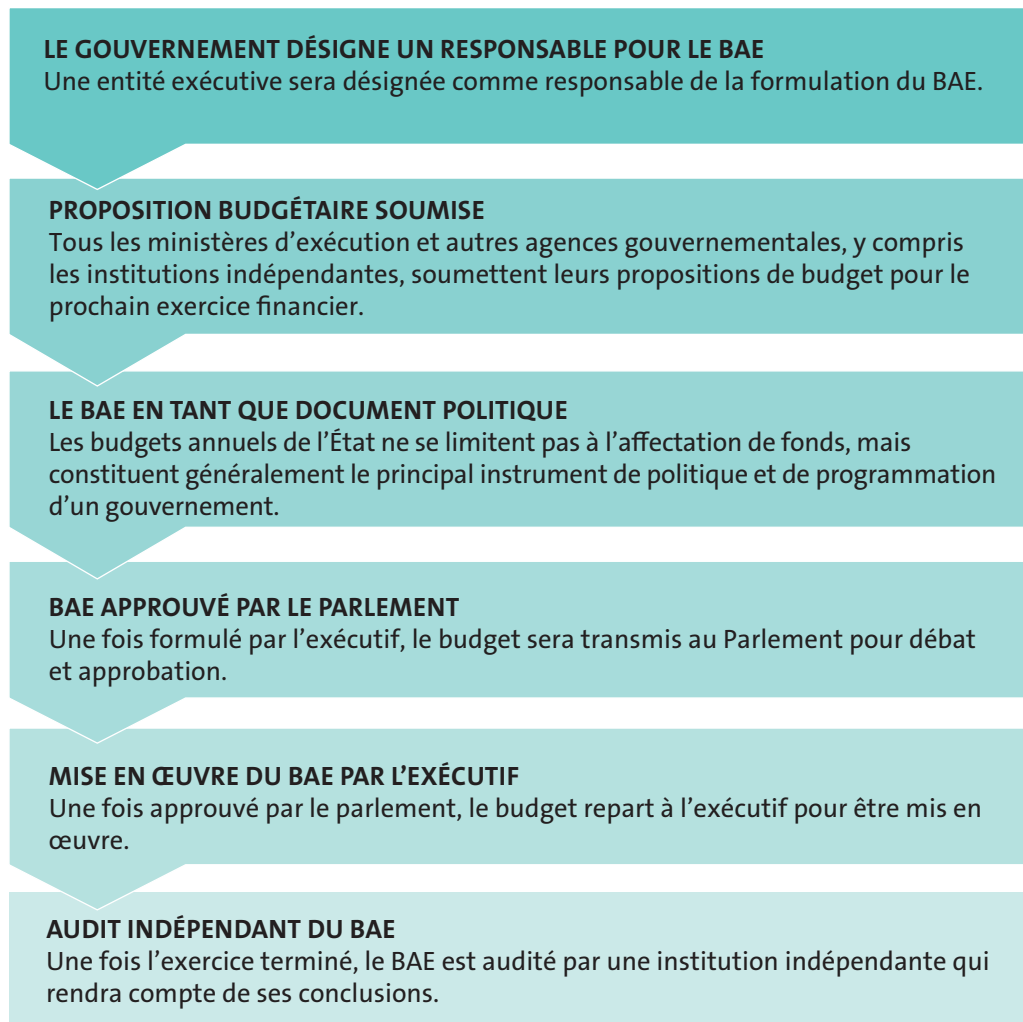 LE GOUVERNEMENT DÉSIGNE UN RESPONSABLE POUR LE BAE
Une entité exécutive sera désignée comme responsable de la formulation du BAE.
PROPOSITION BUDGÉTAIRE SOUMISE
Tous les ministères d’exécution et autres agences gouvernementales, y compris
les institutions indépendantes, soumettent leurs propositions de budget pour le
prochain exercice financier.
LE BAE EN TANT QUE DOCUMENT POLITIQUE
Les budgets annuels de l’État ne se limitent pas à l’affectation de fonds, mais
constituent généralement le principal instrument de politique et de programmation
d’un gouvernement.
BAE APPROUVÉ PAR LE PARLEMENT
Une fois formulé par l’exécutif, le budget sera transmis au Parlement pour débat
et approbation.
MISE EN ŒUVRE DU BAE PAR L’EXÉCUTIF
Une fois approuvé par le parlement, le budget repart à l’exécutif pour être mis en
œuvre.
AUDIT INDÉPENDANT DU BAE
Une fois l’exercice terminé, le BAE est audité par une institution indépendante qui
rendra compte de ses conclusions.